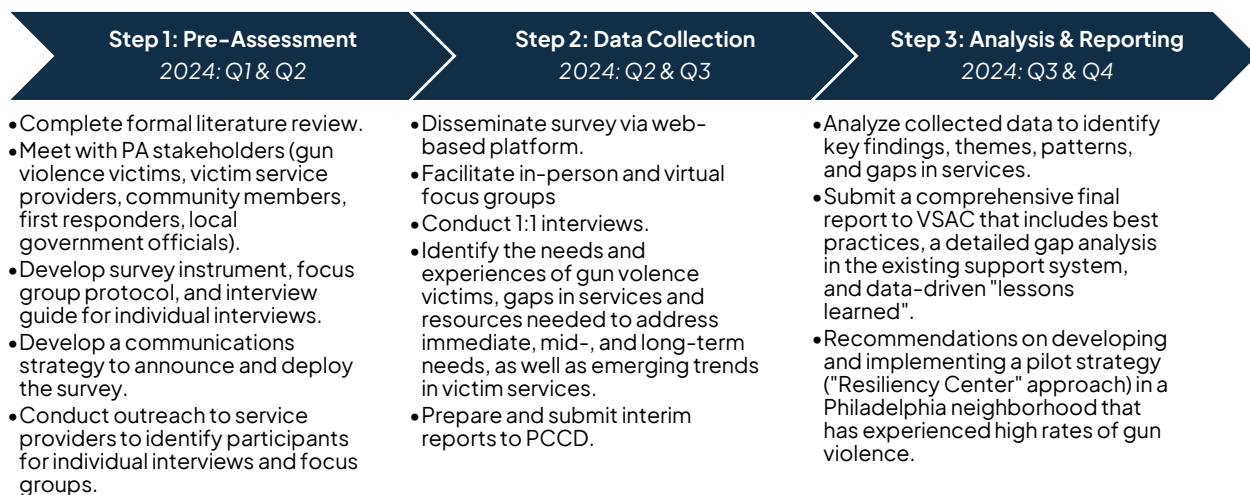 Step 1: Pre-Assessment
2024: Q1 & Q2
•Complete formal literature review.
•Meet with PA stakeholders (gun
violence victims, victim service
providers, community members,
first responders, local
government officials).
•Develop survey instrument, focus
group protocol, and interview
guide for individual interviews.
•Develop a communications
strategy to announce and deploy
the survey.
•Conduct outreach to service
providers to identify participants
for individual interviews and focus
groups.
Step 2: Data Collection
2024: Q2 & Q3
•Disseminate survey via web-
based platform.
•Facilitate in-person and virtual
focus groups
•Conduct 1:1 interviews.
•Identify the needs and
experiences of gun volence
victims, gaps in services and
resources needed to address
immediate, mid-, and long-term
needs, as well as emerging trends
in victim services.
•Prepare and submit interim
reports to PCCD.
Step 3: Analysis & Reporting
2024: Q3 & Q4
•Analyze collected data to identify
key findings, themes, patterns,
and gaps in services.
•Submit a comprehensive final
report to VSAC that includes best
practices, a detailed gap analysis
in the existing support system,
and data-driven "lessons
learned".
•Recommendations on developing
and implementing a pilot strategy
("Resiliency Center" approach) in a
Philadelphia neighborhood that
has experienced high rates of gun
violence.